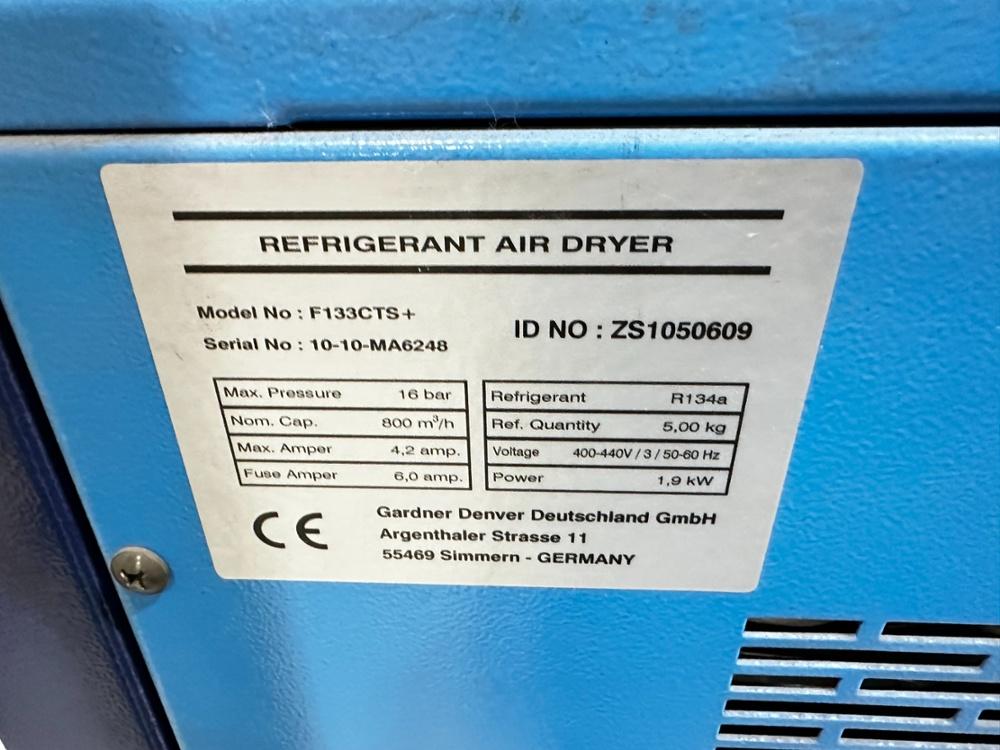 REFRIGERANT AIR DRYER
Model No : F133CTS+
Serial No : 10-10-MA6248
ID NO : ZS1050609
Max. Pressure 16 bar
Nom. Cap. 800 m³/h
Max. Amper 4,2 amp.
Fuse Amper 6,0 amp.
Refrigerant R134a
Ref. Quantity 5,00 kg
Voltage 400-440V / 3 / 50-60 Hz
Power 1,9 kW
CE
Gardner Denver Deutschland GmbH
Argenthaler Strasse 11
55469 Simmern - GERMANY